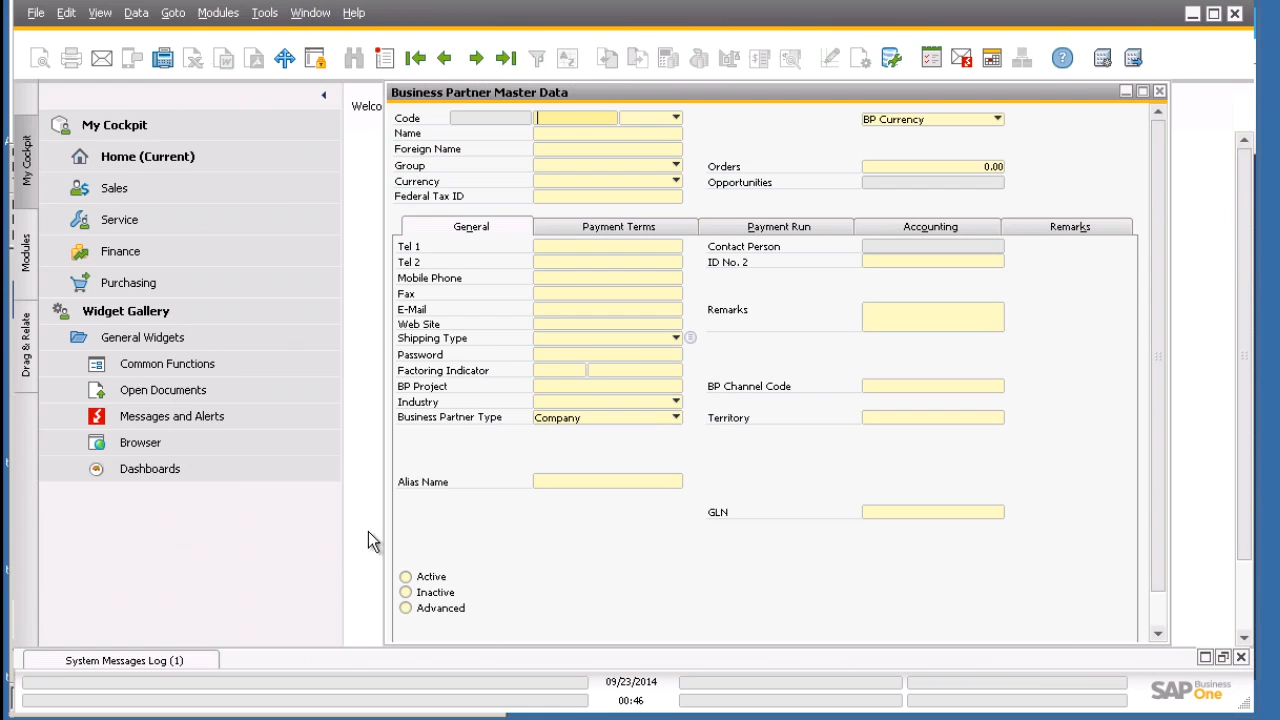 File Edit View Data Goto Modules Tools Window Help
My Cockpit
Modules
Drag & Relate
My Cockpit
Home (Current)
Sales
Service
Finance
Purchasing
Widget Gallery
General Widgets
Common Functions
Open Documents
Messages and Alerts
Browser
Dashboards
Welco
Business Partner Master Data
Code
Name
Foreign Name
Group
Currency
Federal Tax ID
BP Currency
Orders 0.00
Opportunities
General Payment Terms Payment Run Accounting Remarks
Tel 1
Tel 2
Mobile Phone
Fax
E-Mail
Web Site
Shipping Type
Password
Factoring Indicator
BP Project
Industry
Business Partner Type Company
Alias Name
Contact Person
ID No. 2
Remarks
BP Channel Code
Territory
GLN
Active
Inactive
Advanced
System Messages Log (1)
09/23/2014
00:46
SAP Business One